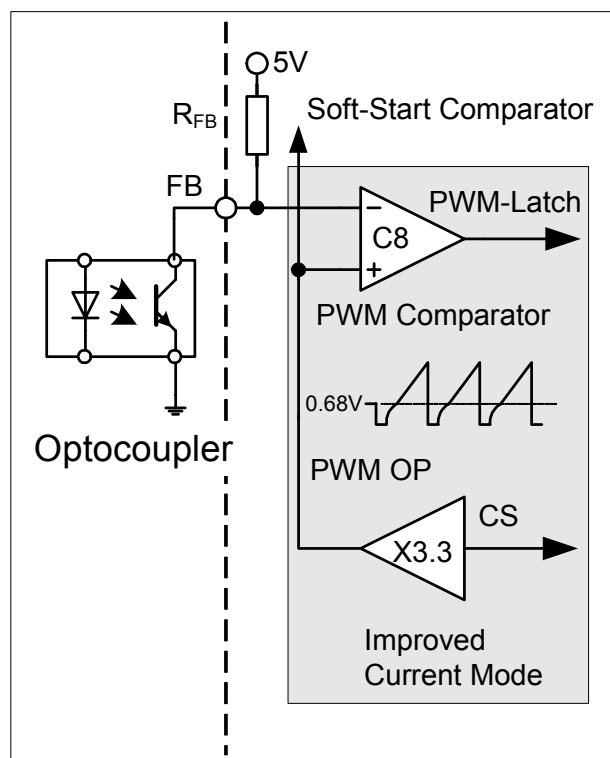 5V
R_FB
Soft-Start Comparator
FB
PWM-Latch
−
C8
+
PWM Comparator
0.68V
Optocoupler
PWM OP
CS
X3.3
Improved
Current Mode